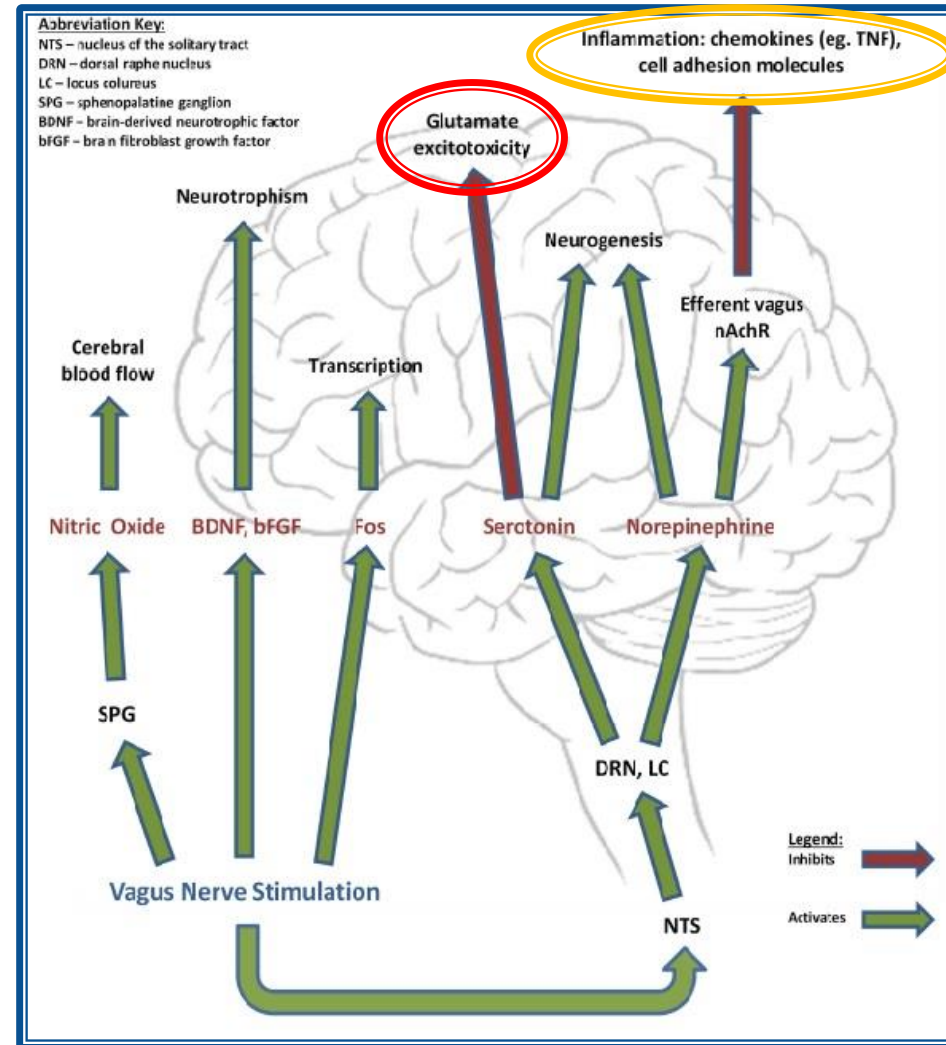 Abbreviation Key:
NTS – nucleus of the solitary tract
DRN – dorsal raphe nucleus
LC – locus colureus
SPG – sphenopalatine ganglion
BDNF – brain-derived neurotrophic factor
bFGF – brain fibroblast growth factor
Inflammation: chemokines (eg. TNF),
cell adhesion molecules
Glutamate
excitotoxicity
Neurotrophism
Neurogenesis
Efferent vagus
nAchR
Cerebral
blood flow
Transcription
Nitric Oxide BDNF, bFGF Fos Serotonin Norepinephrine
SPG
DRN, LC
Vagus Nerve Stimulation
NTS
Legend:
Inhibits
Activates